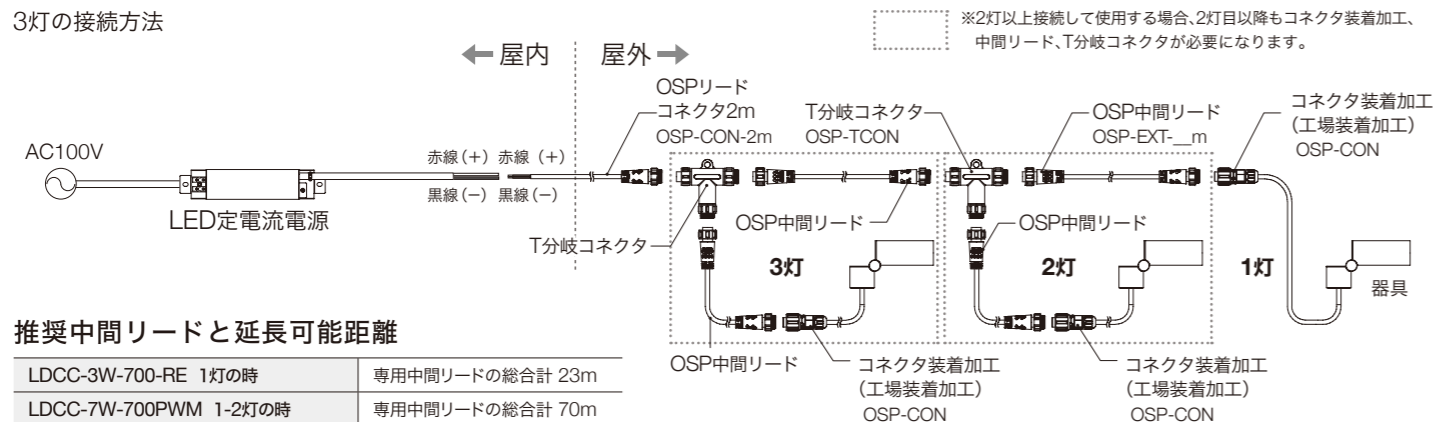 3灯の接続方法
※2灯以上接続して使用する場合、2灯目以降もコネクタ装着加工、
中間リード、T分岐コネクタが必要になります。
← 屋内
屋外 →
OSPリード
コネクタ2m
OSP-CON-2m
T分岐コネクタ
OSP-TCON
OSP中間リード
OSP-EXT-__m
コネクタ装着加工
(工場装着加工)
OSP-CON
AC100V
赤線(+) 赤線(+)
黒線(−) 黒線(−)
LED定電流電源
T分岐コネクタ
OSP中間リード
OSP中間リード
3灯
2灯
1灯
器具
OSP中間リード
コネクタ装着加工
(工場装着加工)
OSP-CON
コネクタ装着加工
(工場装着加工)
OSP-CON
推奨中間リードと延長可能距離
LDCC-3W-700-RE 1灯の時 専用中間リードの総合計 23m
LDCC-7W-700PWM 1-2灯の時 専用中間リードの総合計 70m